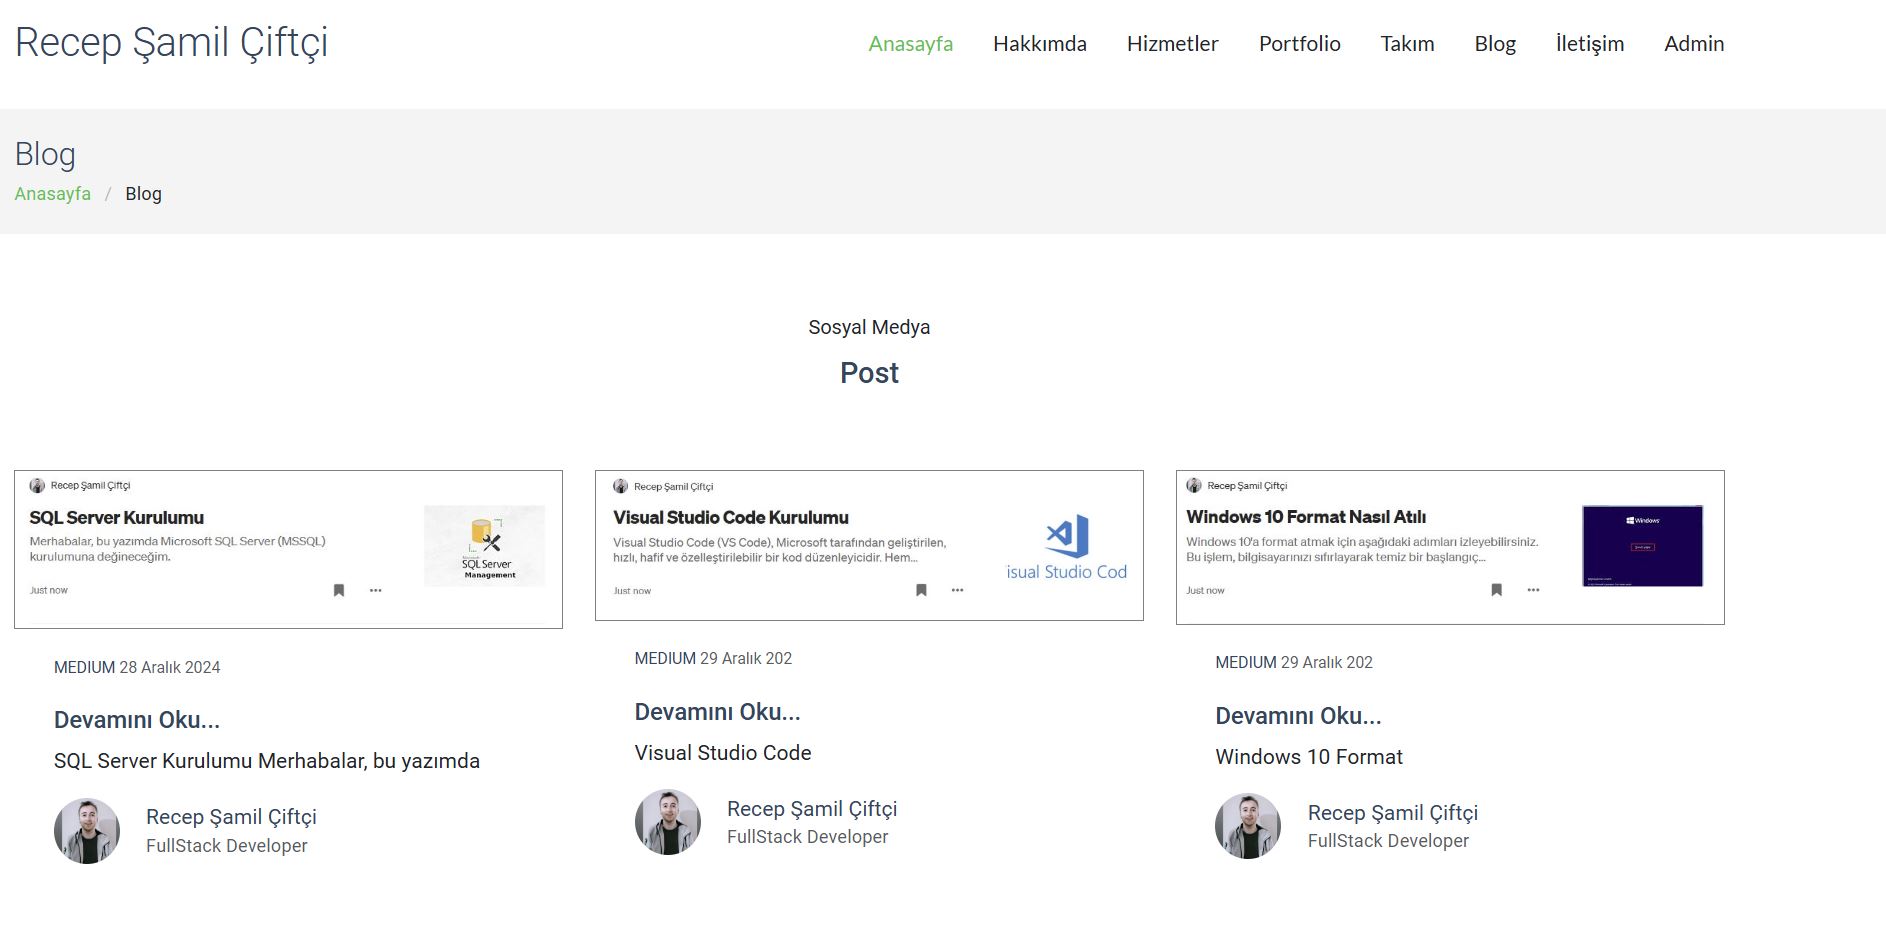 Recep Şamil Çiftçi
Anasayfa Hakkımda Hizmetler Portfolio Takım Blog İletişim Admin
Blog
Anasayfa / Blog
Sosyal Medya
Post
Recep Şamil Çiftçi
SQL Server Kurulumu
Merhabalar, bu yazımda Microsoft SQL Server (MSSQL)
kurulumuna değineceğim.
Just now
SQL Server
Management
Recep Şamil Çiftçi
Visual Studio Code Kurulumu
Visual Studio Code (VS Code), Microsoft tarafından geliştirilen,
hızlı, hafif ve özelleştirilebilir bir kod düzenleyicidir. Hem...
Just now
isual Studio Cod
Recep Şamil Çiftçi
Windows 10 Format Nasıl Atılı
Windows 10'a format atmak için aşağıdaki adımları izleyebilirsiniz.
Bu işlem, bilgisayarınızı sıfırlayarak temiz bir başlangıç...
Just now
Windows
MEDIUM 28 Aralık 2024
Devamını Oku...
SQL Server Kurulumu Merhabalar, bu yazımda
Recep Şamil Çiftçi
FullStack Developer
MEDIUM 29 Aralık 202
Devamını Oku...
Visual Studio Code
Recep Şamil Çiftçi
FullStack Developer
MEDIUM 29 Aralık 202
Devamını Oku...
Windows 10 Format
Recep Şamil Çiftçi
FullStack Developer